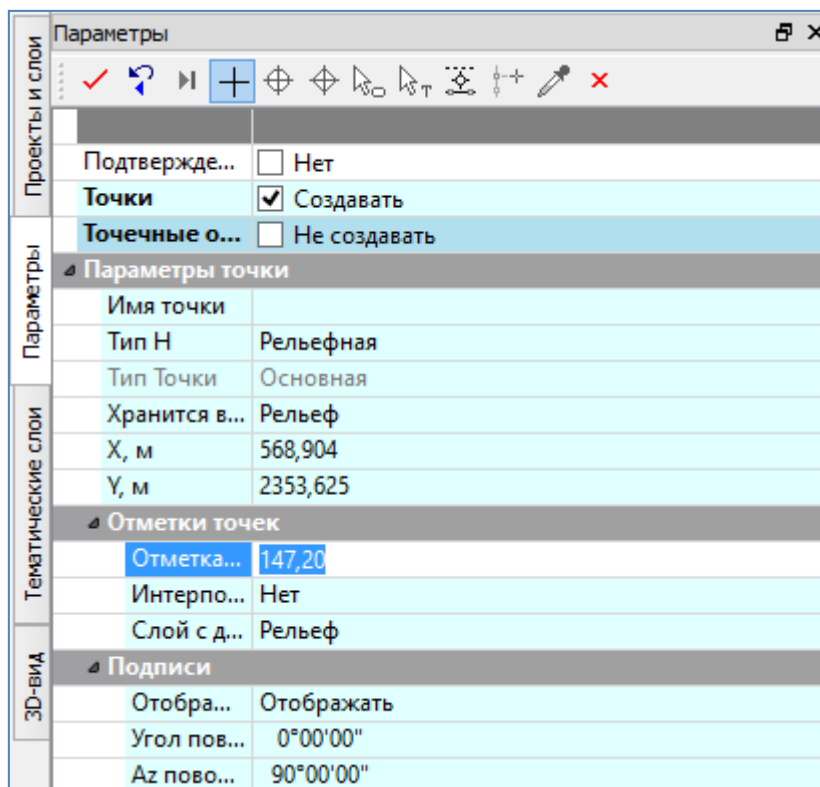 Параметры
Проекты и слои
Параметры
Тематические слои
3D-вид
Подтвержде... Нет
Точки Создавать
Точечные о... Не создавать
Параметры точки
Имя точки
Тип H Рельефная
Тип Точки Основная
Хранится в... Рельеф
X, м 568,904
Y, м 2353,625
Отметки точек
Отметка... 147,20
Интерпо... Нет
Слой с д... Рельеф
Подписи
Отобра... Отображать
Угол пов... 0°00'00"
Az пово... 90°00'00"